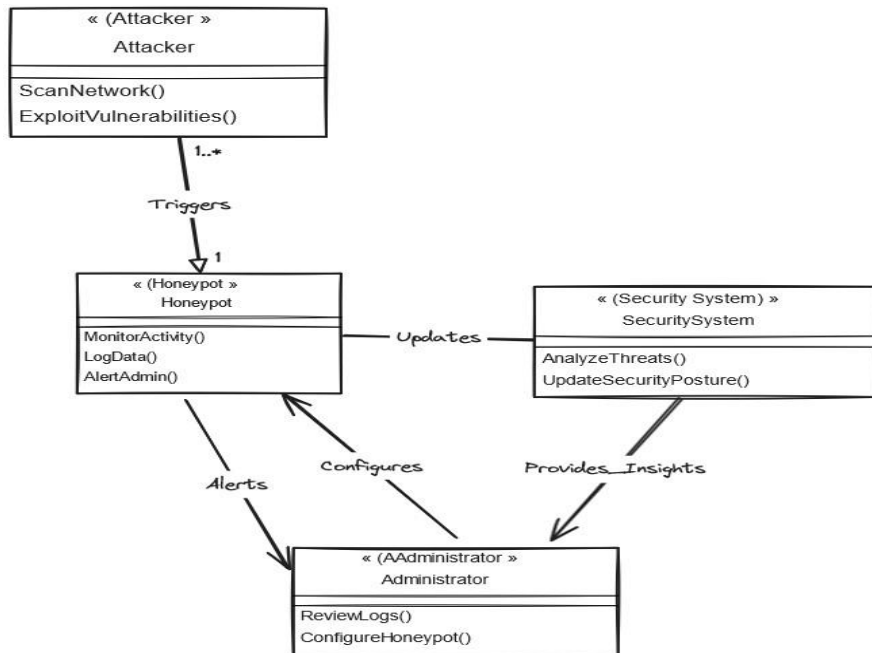 « (Attacker »
Attacker
ScanNetwork()
ExploitVulnerabilities()
1..*
Triggers
1
« (Honeypot »
Honeypot
MonitorActivity()
LogData()
AlertAdmin()
Updates
« (Security System) »
SecuritySystem
AnalyzeThreats()
UpdateSecurityPosture()
Alerts
Configures
Provides_Insights
« (AAdministrator »
Administrator
ReviewLogs()
ConfigureHoneypot()